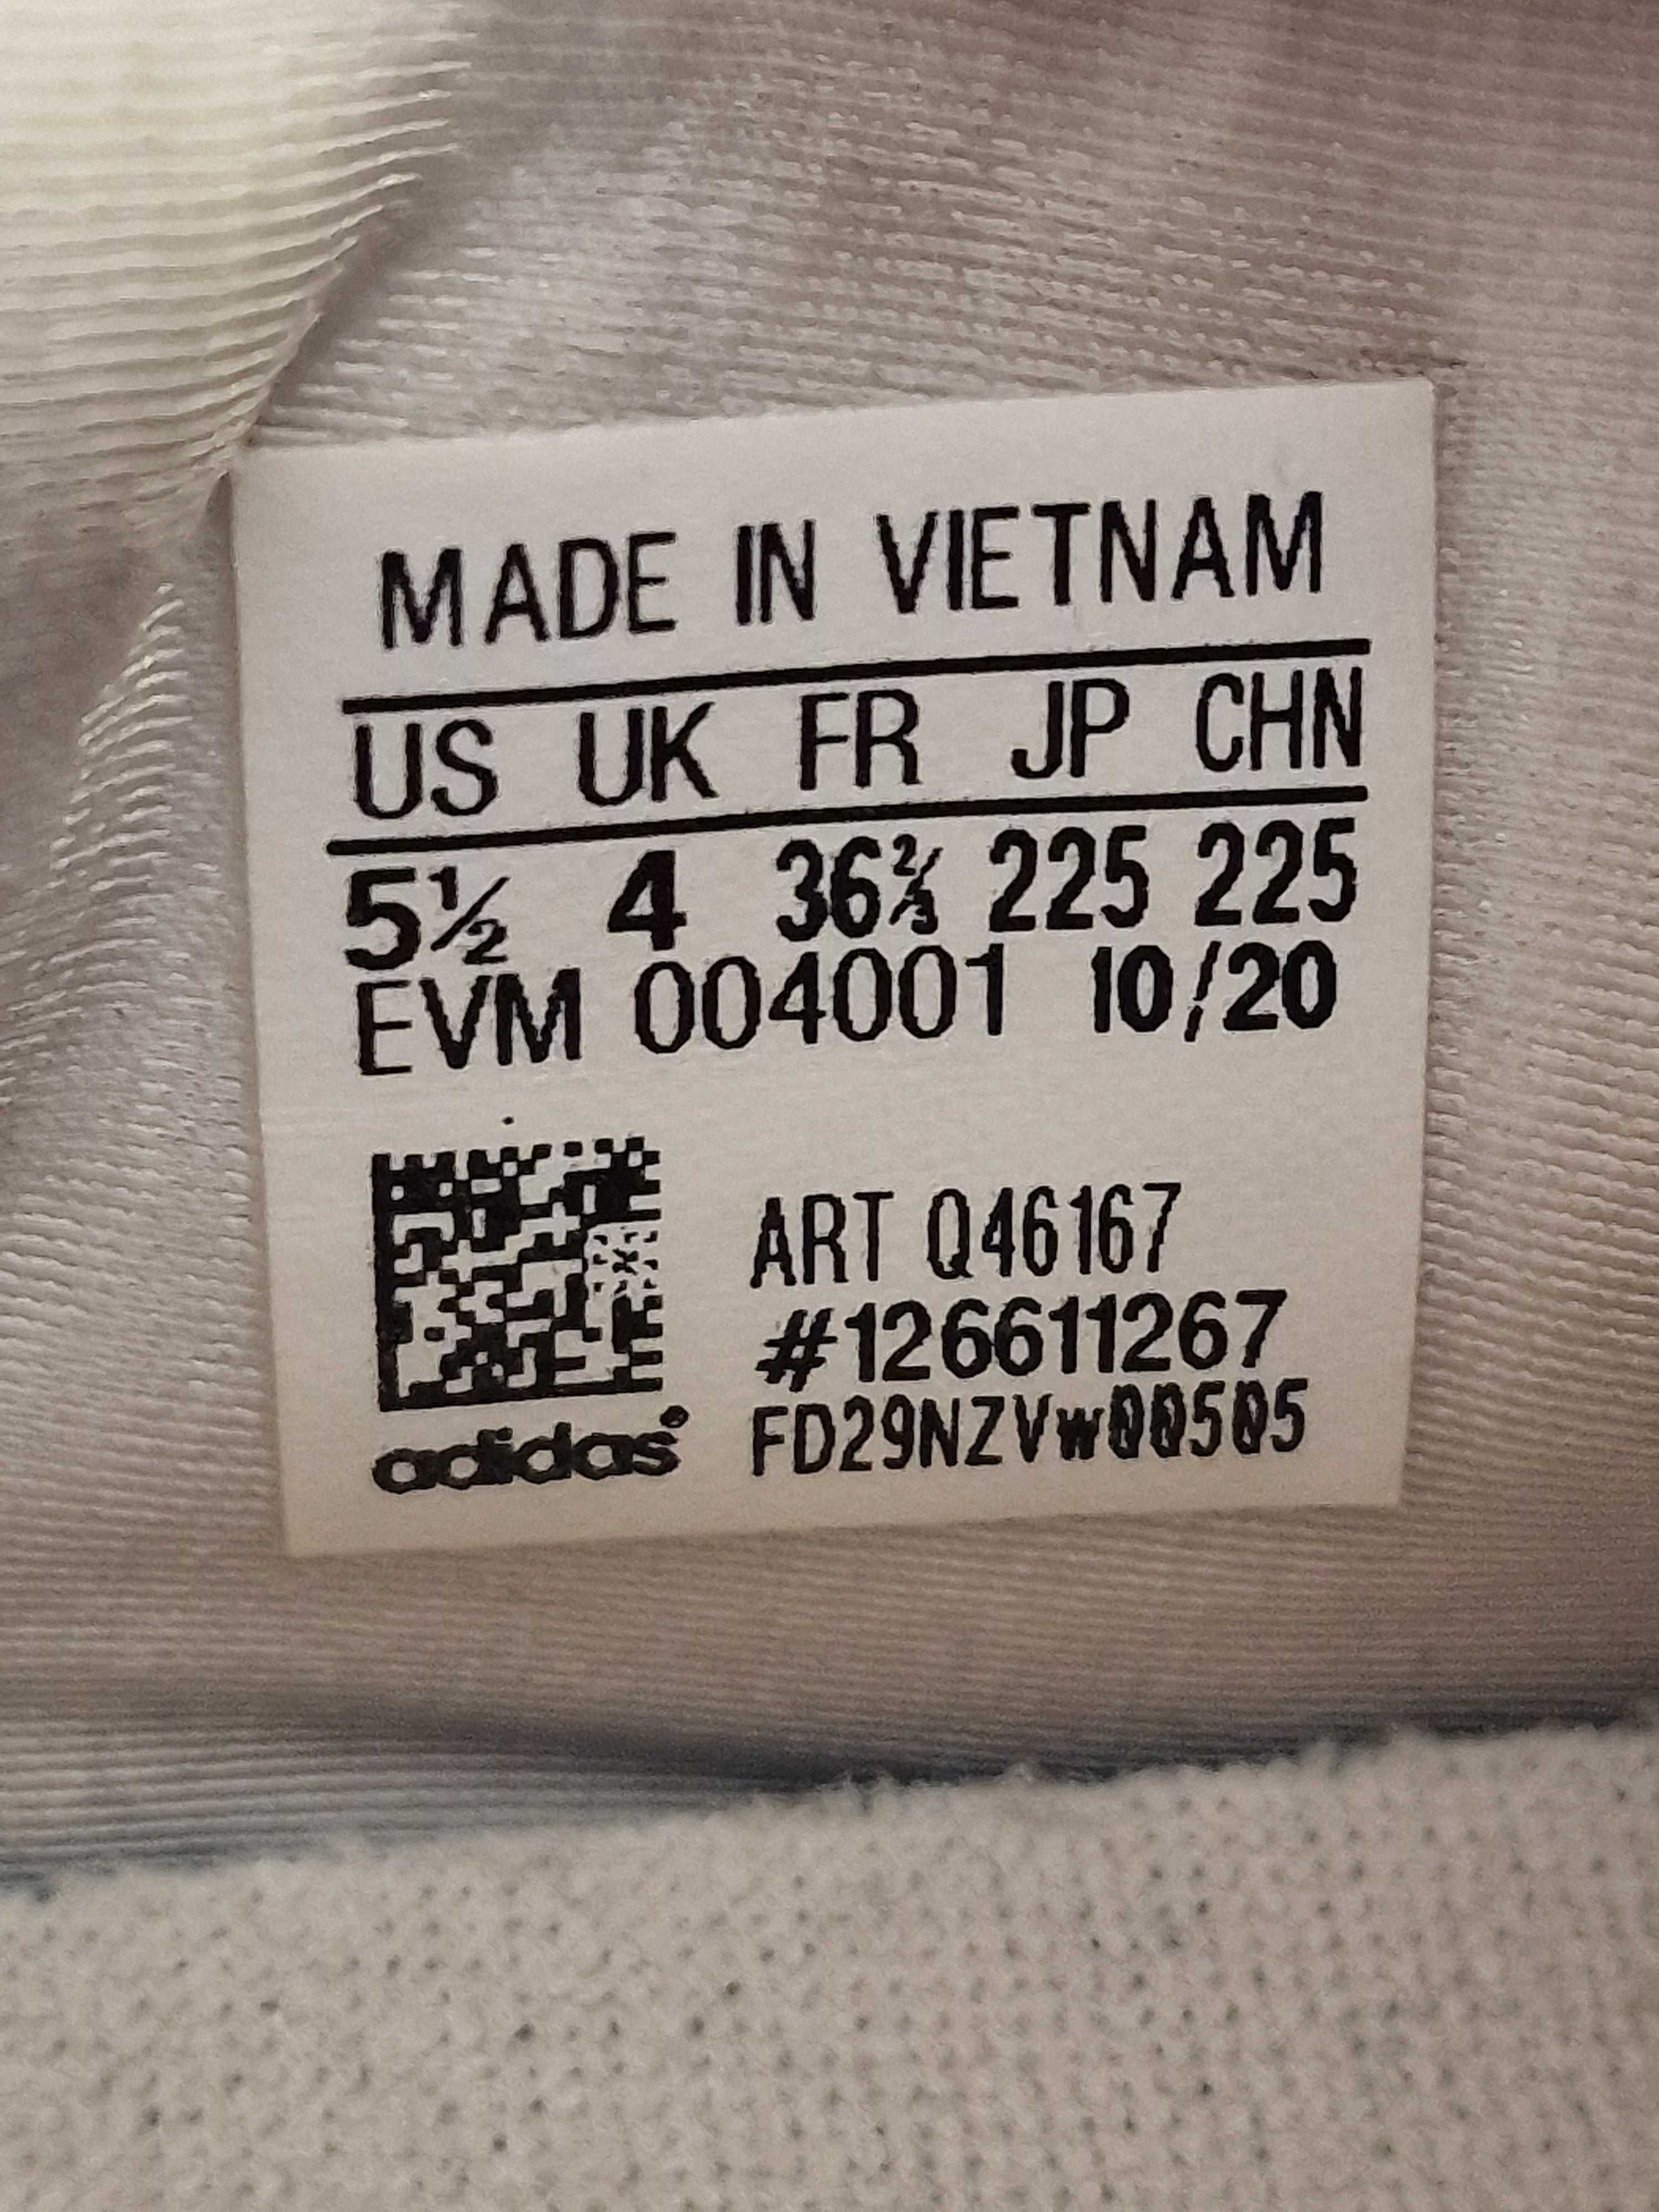 MADE IN VIETNAM
US UK FR JP CHN
5½ 4 36⅔ 225 225
EVM 004001 10/20
ART Q46167
#126611267
FD29NZVw00505
adidas®